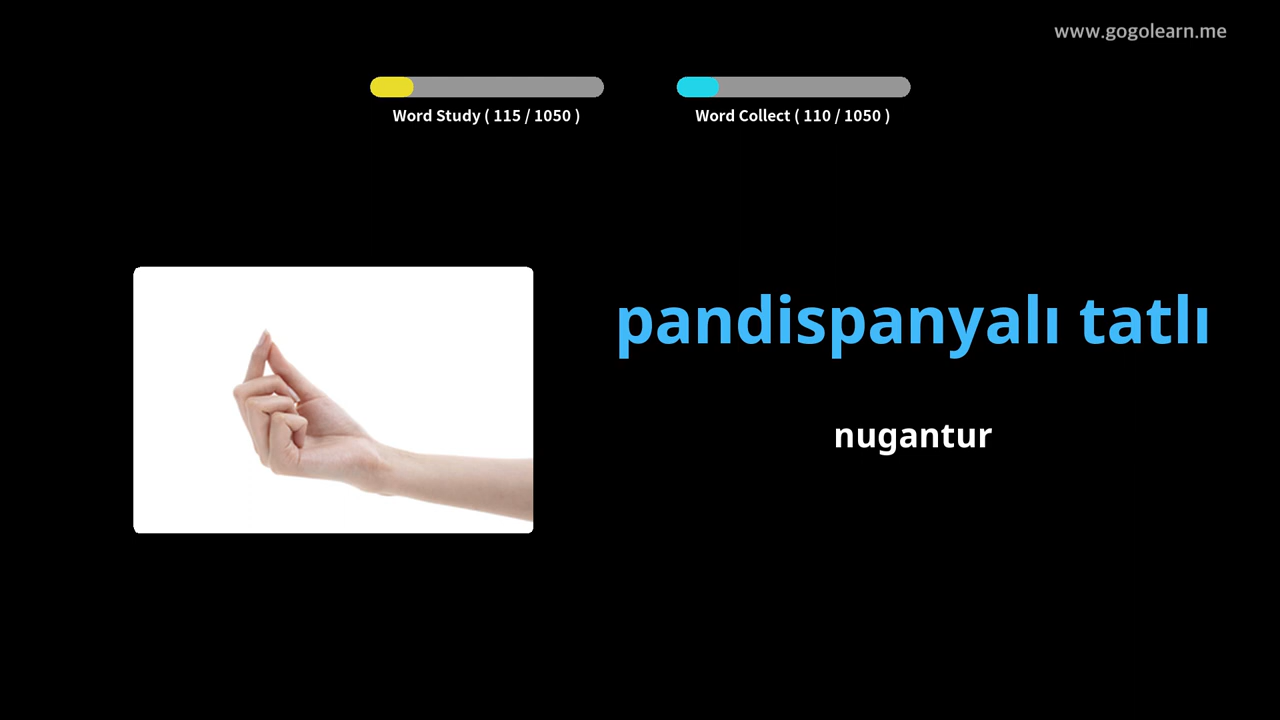 www.gogolearn.me
Word Study ( 115 / 1050 )
Word Collect ( 110 / 1050 )
pandispanyalı tatlı
nugantur